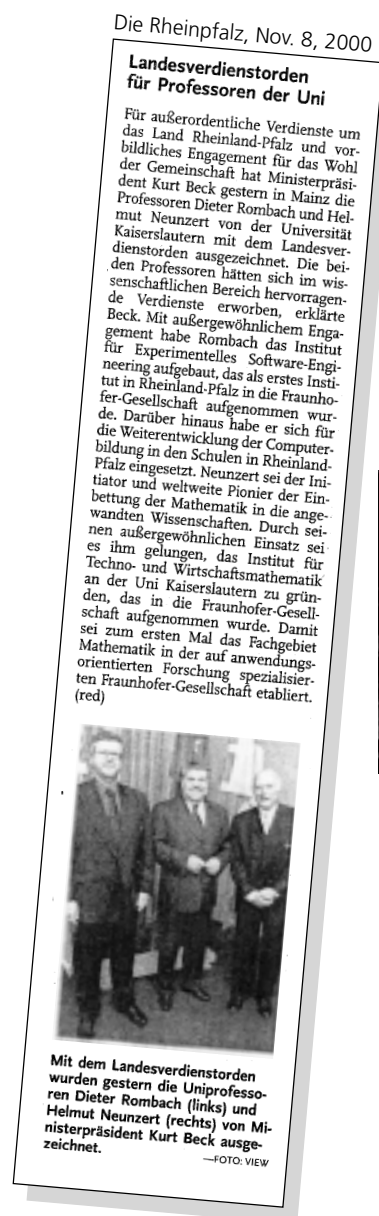 Die Rheinpfalz, Nov. 8, 2000
Landesverdienstorden
für Professoren der Uni
Für außerordentliche Verdienste um
das Land Rheinland-Pfalz und vor-
bildliches Engagement für das Wohl
der Gemeinschaft hat Ministerpräsi-
dent Kurt Beck gestern in Mainz die
Professoren Dieter Rombach und Hel-
mut Neunzert von der Universität
Kaiserslautern mit dem Landesver-
dienstorden ausgezeichnet. Die bei-
den Professoren hätten sich im wis-
senschaftlichen Bereich hervorragen-
de Verdienste erworben, erklärte
Beck. Mit außergewöhnlichem Enga-
gement habe Rombach das Institut
für Experimentelles Software-Engi-
neering aufgebaut, das als erstes Insti-
tut in Rheinland-Pfalz in die Fraunho-
fer-Gesellschaft aufgenommen wur-
de. Darüber hinaus habe er sich für
die Weiterentwicklung der Computer-
bildung in den Schulen in Rheinland-
Pfalz eingesetzt. Neunzert sei der Ini-
tiator und weltweite Pionier der Ein-
bettung der Mathematik in die ange-
wandten Wissenschaften. Durch sei-
nen außergewöhnlichen Einsatz sei
es ihm gelungen, das Institut für
Techno- und Wirtschaftsmathematik
an der Uni Kaiserslautern zu grün-
den, das in die Fraunhofer-Gesell-
schaft aufgenommen wurde. Damit
sei zum ersten Mal das Fachgebiet
Mathematik in der auf anwendungs-
orientierten Forschung spezialisier-
ten Fraunhofer-Gesellschaft etabliert.
(red)
Mit dem Landesverdienstorden
wurden gestern die Uniprofesso-
ren Dieter Rombach (links) und
Helmut Neunzert (rechts) von Mi-
nisterpräsident Kurt Beck ausge-
zeichnet.
—FOTO: VIEW